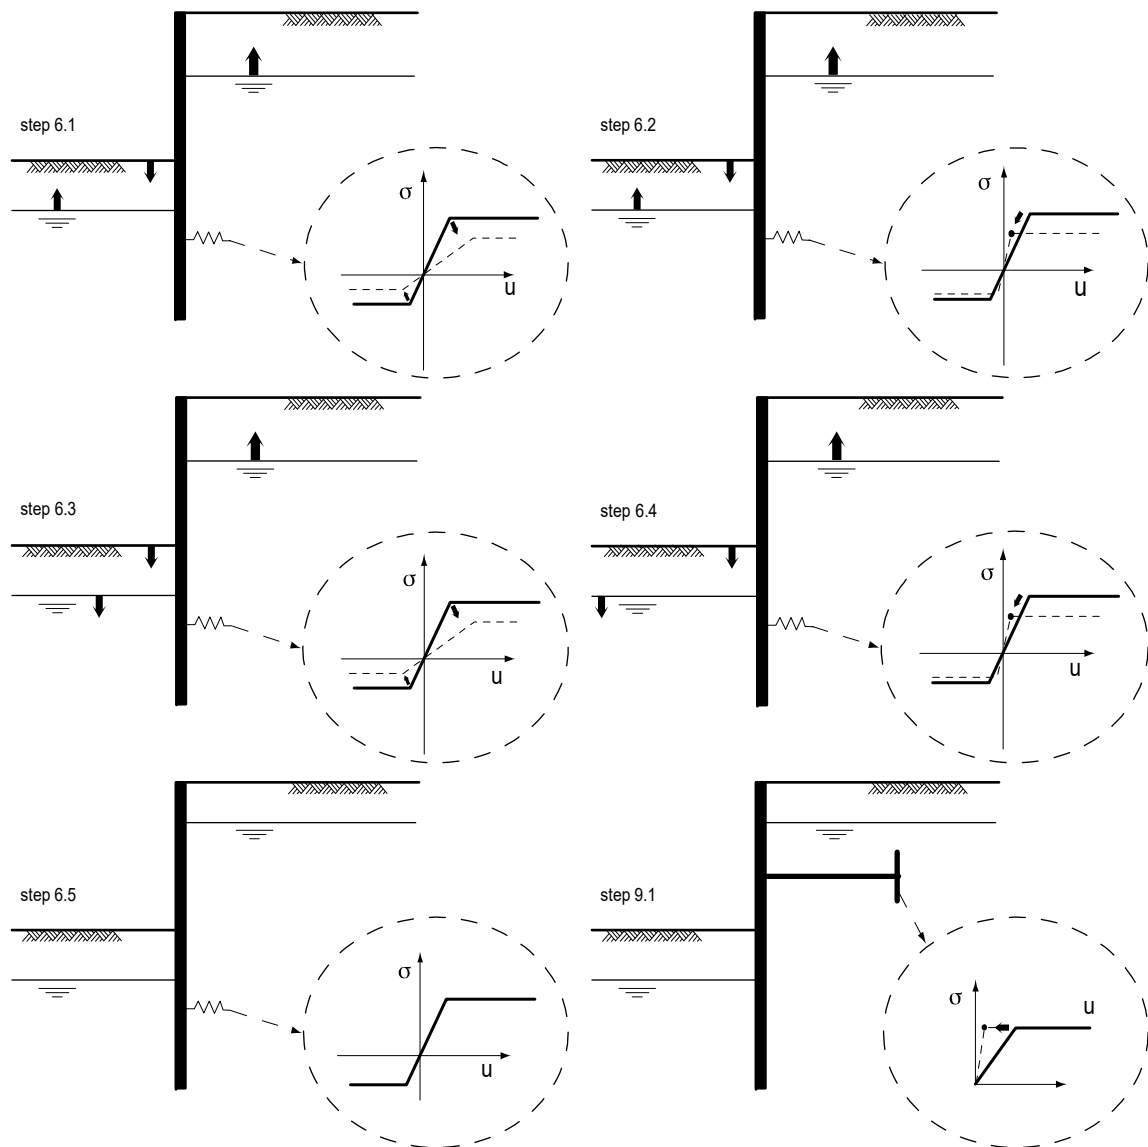 step 6.1
σ
u
step 6.2
σ
u
step 6.3
σ
u
step 6.4
σ
u
step 6.5
σ
u
step 9.1
σ
u